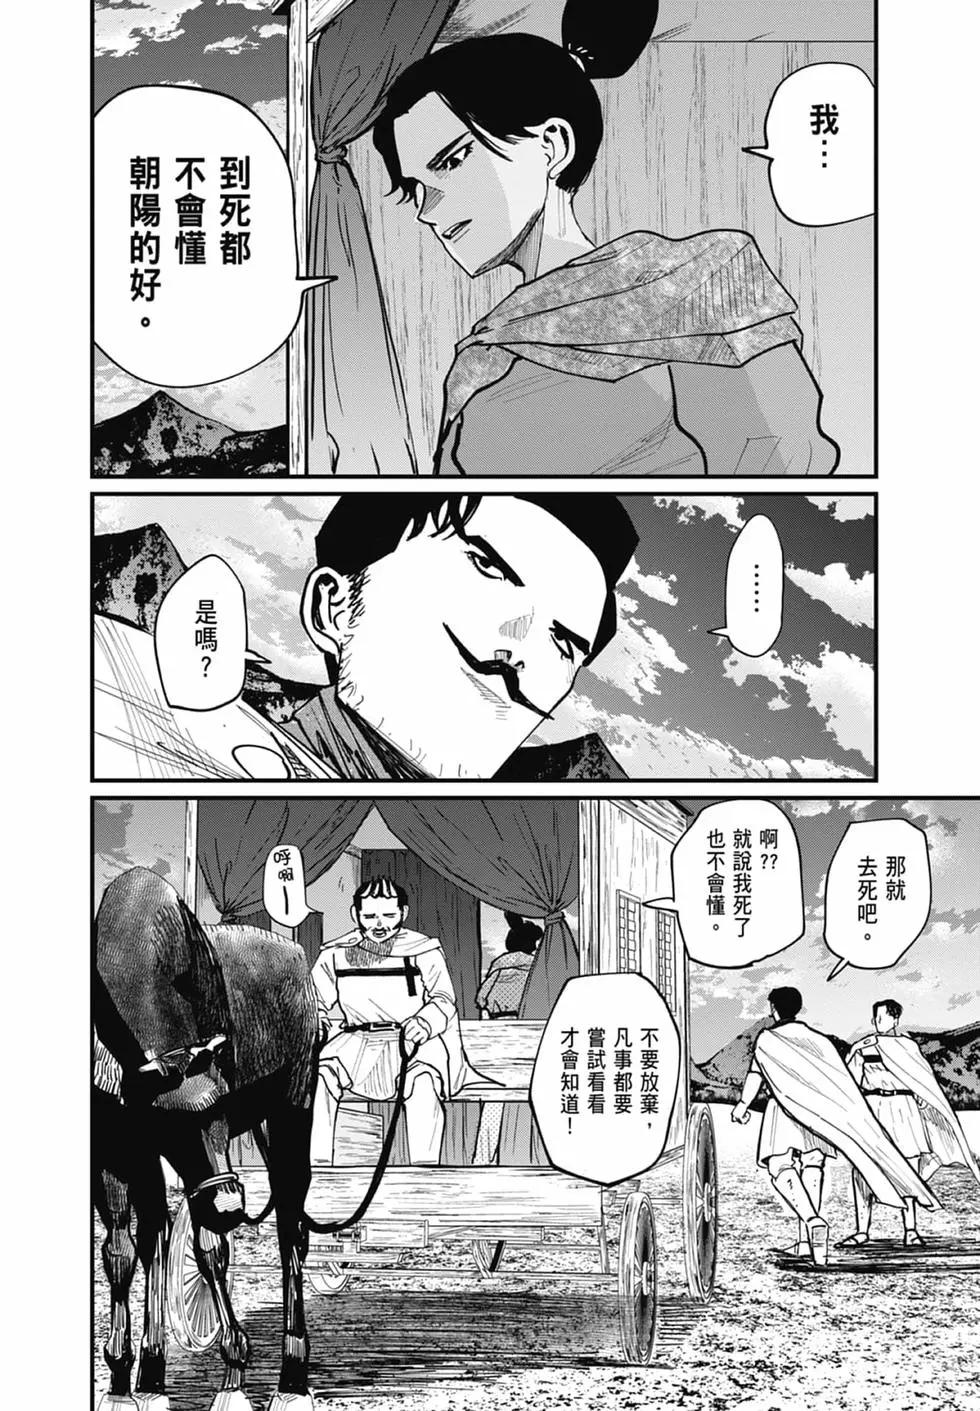 我…
到死都
不會懂
朝陽的好。
……
是嗎?
那就
去死吧。
啊??
就說我死了
也不會懂。
不要放棄，
凡事都要
嘗試看看
才會知道!
呼啊—